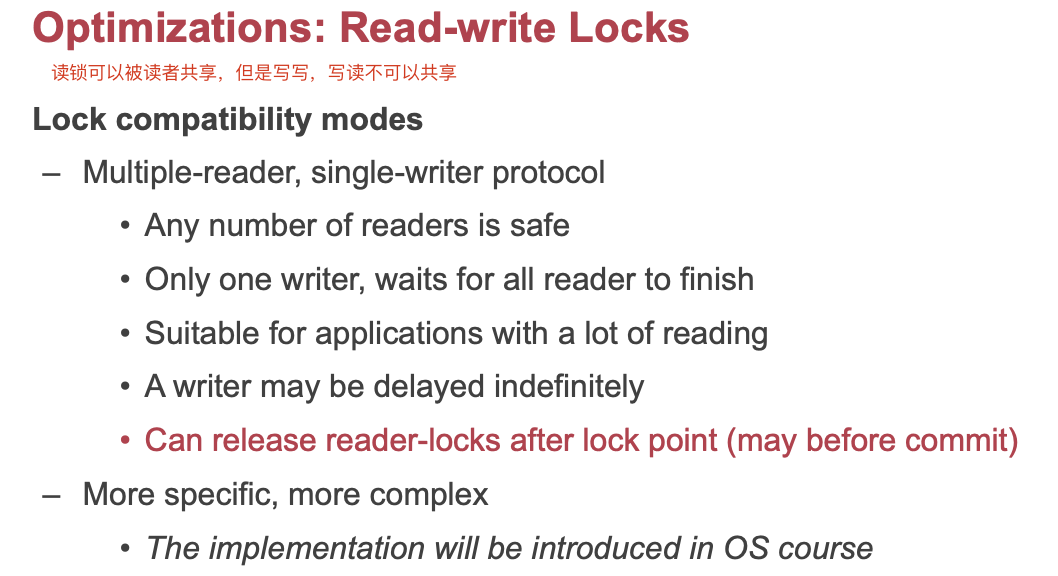 Optimizations: Read-write Locks
读锁可以被读者共享，但是写写，写读不可以共享
Lock compatibility modes
– Multiple-reader, single-writer protocol
• Any number of readers is safe
• Only one writer, waits for all reader to finish
• Suitable for applications with a lot of reading
• A writer may be delayed indefinitely
• Can release reader-locks after lock point (may before commit)
– More specific, more complex
• The implementation will be introduced in OS course